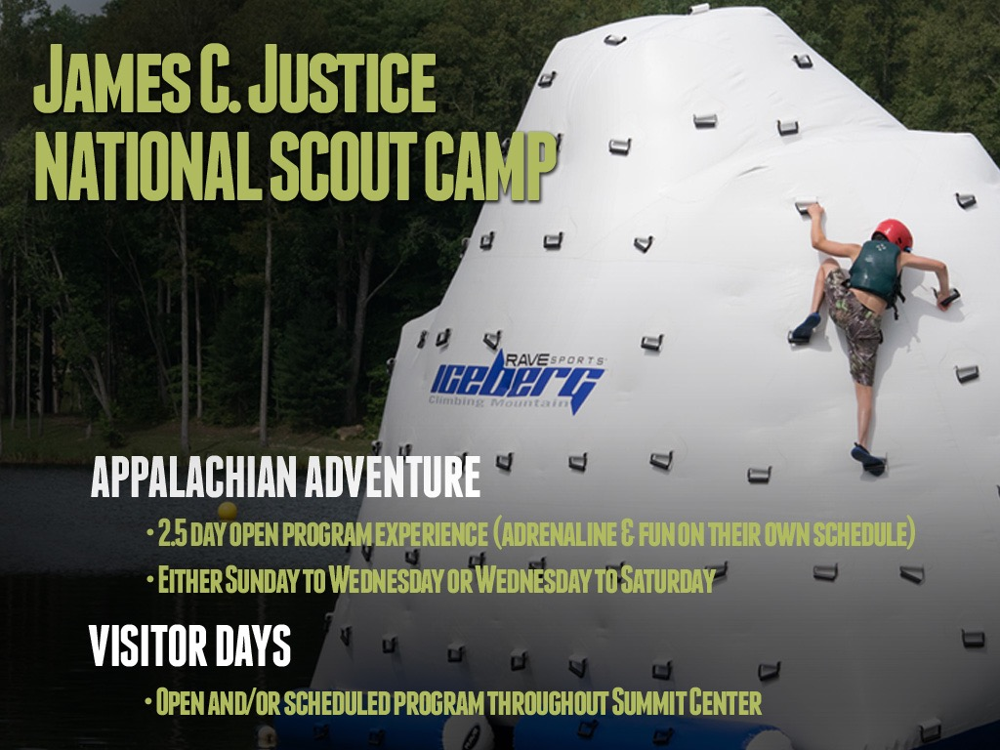 James C. Justice
National Scout Camp
RAVE SPORTS
Iceberg
Climbing Mountain
Appalachian Adventure
• 2.5 day open program experience (adrenaline & fun on their own schedule)
• Either Sunday to Wednesday or Wednesday to Saturday
Visitor Days
• Open and/or scheduled program throughout Summit Center